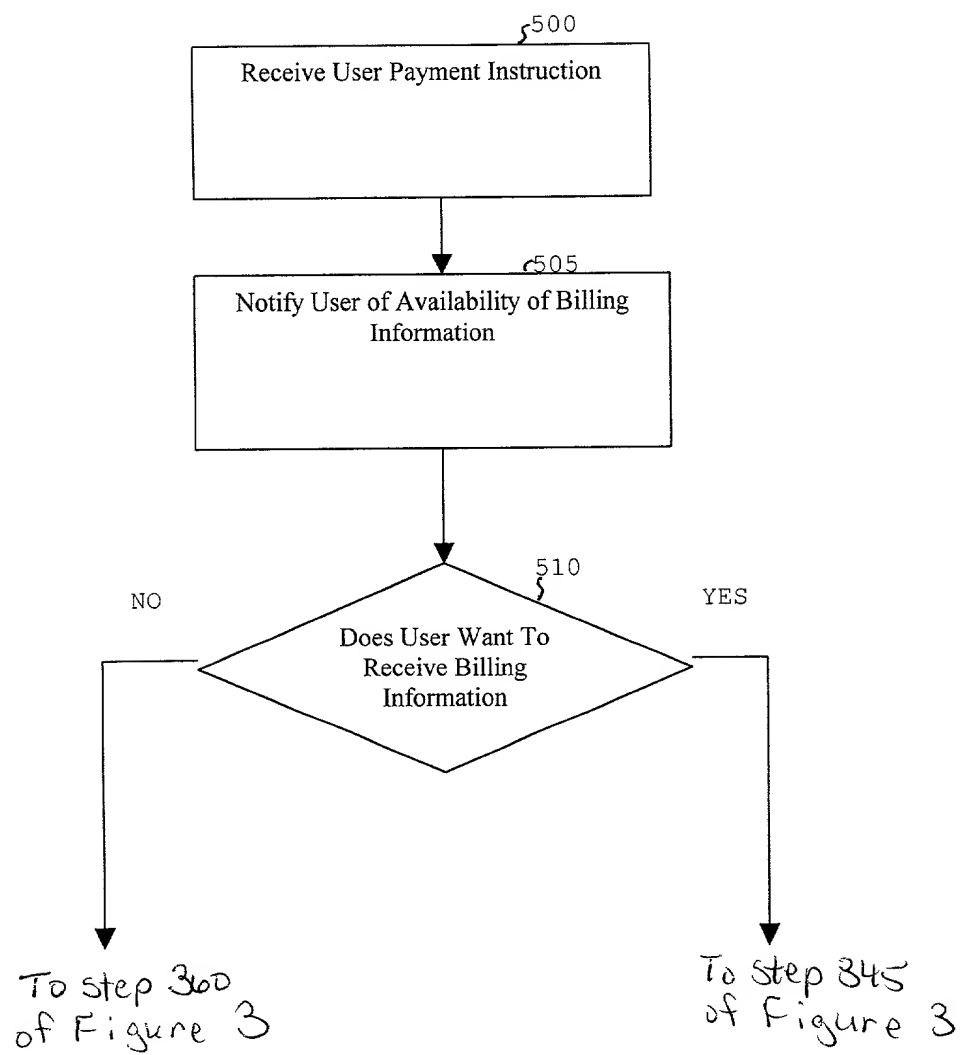 500
Receive User Payment Instruction
505
Notify User of Availability of Billing
Information
510
NO
YES
Does User Want To
Receive Billing
Information
To step 360
of Figure 3
To step 345
of Figure 3